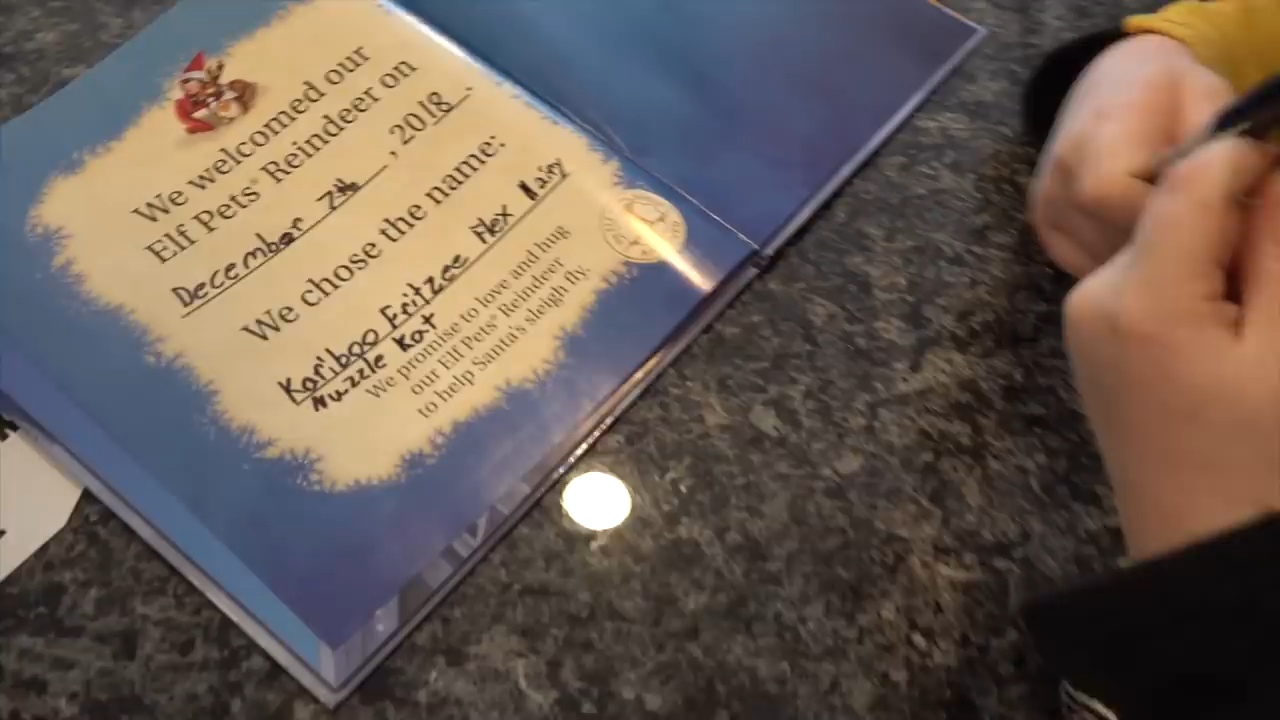 We welcomed our
Elf Pets® Reindeer on
December 7th, 2018.
We chose the name:
Kariboo Fritzee Flex
Nuzzle Kat
We promise to love and hug
our Elf Pets® Reindeer
to help Santa's sleigh fly.